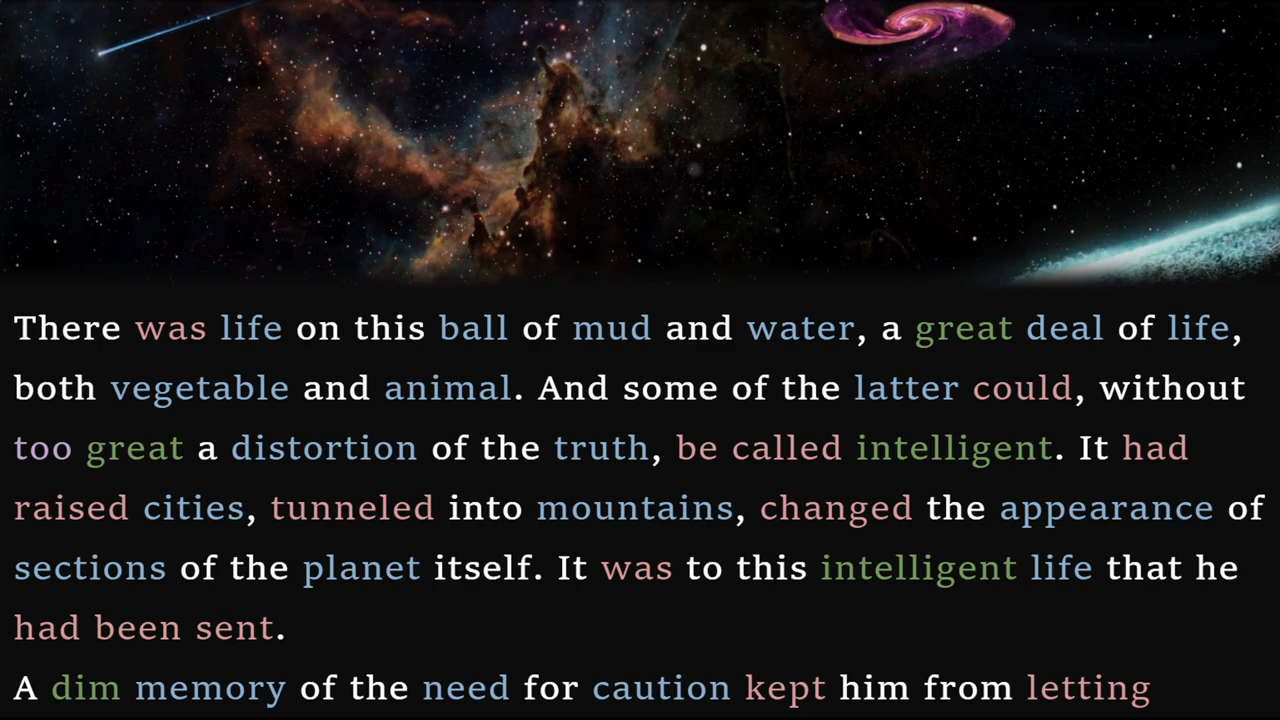 There was life on this ball of mud and water, a great deal of life,
both vegetable and animal. And some of the latter could, without
too great a distortion of the truth, be called intelligent. It had
raised cities, tunneled into mountains, changed the appearance of
sections of the planet itself. It was to this intelligent life that he
had been sent.
A dim memory of the need for caution kept him from letting